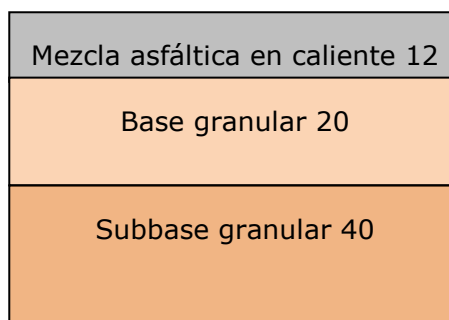 Mezcla asfáltica en caliente 12
Base granular 20
Subbase granular 40